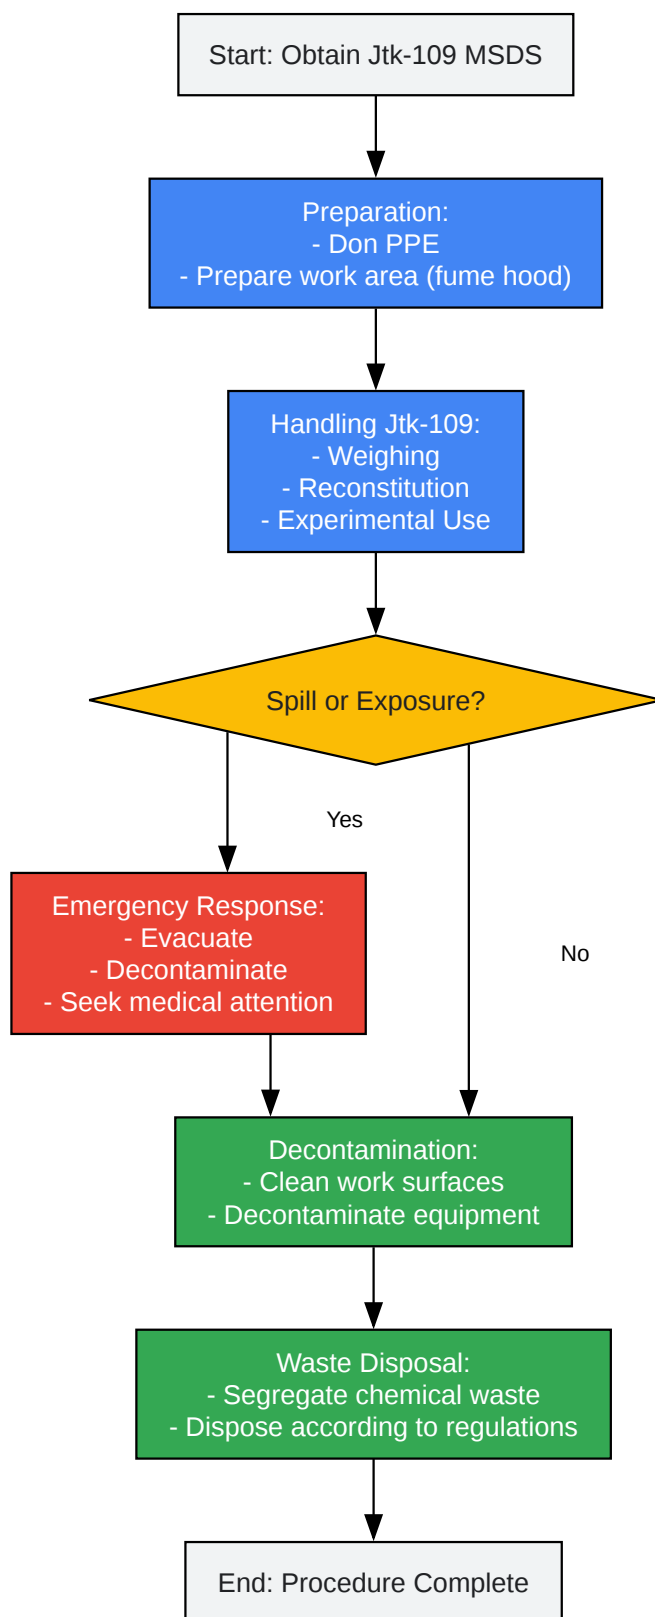 Start: Obtain Jtk-109 MSDS
Preparation:
- Don PPE
- Prepare work area (fume hood)
Handling Jtk-109:
- Weighing
- Reconstitution
- Experimental Use
Spill or Exposure?
Yes
Emergency Response:
- Evacuate
- Decontaminate
- Seek medical attention
No
Decontamination:
- Clean work surfaces
- Decontaminate equipment
Waste Disposal:
- Segregate chemical waste
- Dispose according to regulations
End: Procedure Complete